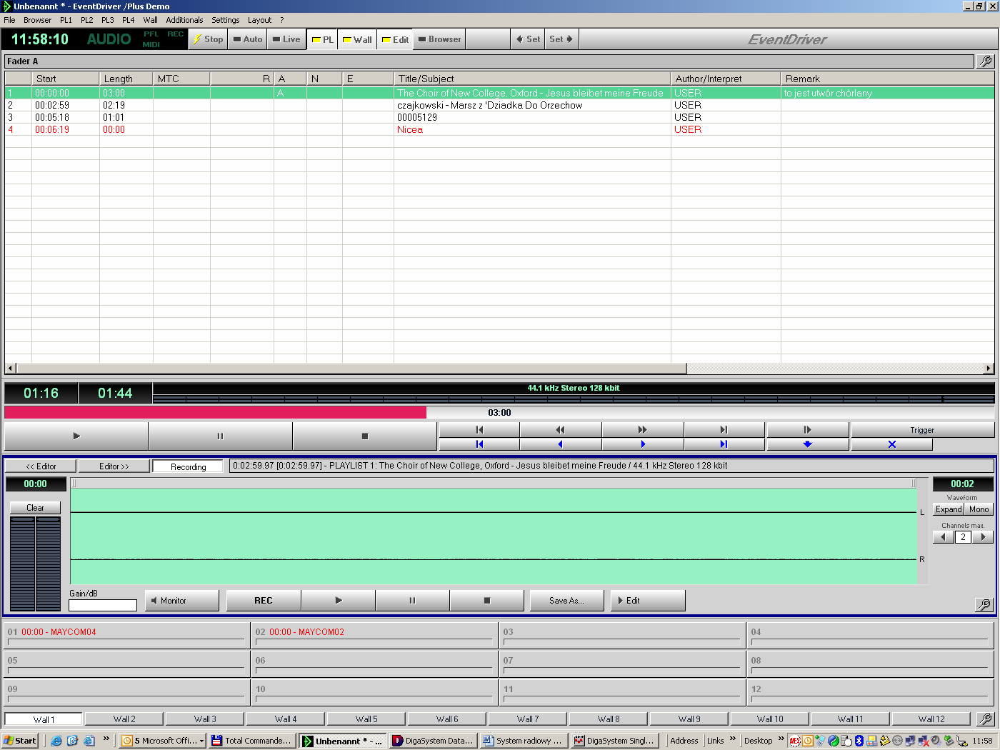 Unbenannt * - EventDriver /Plus Demo
File Browser PL1 PL2 PL3 PL4 Wall Additionals Settings Layout ?
11:58:10 AUDIO PFL REC MIDI Stop Auto Live PL Wall Edit Browser Set Set EventDriver
Fader A
Start Length MTC R A N E Title/Subject Author/Interpret Remark
1 00:00:00 03:00 A The Choir of New College, Oxford - Jesus bleibet meine Freude USER to jest utwór chórlany
2 00:02:59 02:19 czajkowski - Marsz z 'Dziadka Do Orzechow USER
3 00:05:18 01:01 00005129 USER
4 00:06:19 00:00 Nicea USER
01:16 01:44 44.1 kHz Stereo 128 kbit
03:00
Trigger
<< Editor Editor >> Recording 0:02:59.97 [0:02:59.97] - PLAYLIST 1: The Choir of New College, Oxford - Jesus bleibet meine Freude / 44.1 kHz Stereo 128 kbit
00:00 00:02
Waveform
Clear Expand Mono
L
Channels max.
2
R
Gain/dB
Monitor REC Save As... Edit
01 00:00 - MAYCOM04 02 00:00 - MAYCOM02 03 04
05 06 07 08
09 10 11 12
Wall 1 Wall 2 Wall 3 Wall 4 Wall 5 Wall 6 Wall 7 Wall 8 Wall 9 Wall 10 Wall 11 Wall 12
Start » 5 Microsoft Offi... Total Commande... Unbenannt * - ... DigaSystem Data... System radiowy ... DigaSystem Singl... Address Links » Desktop » 11:58